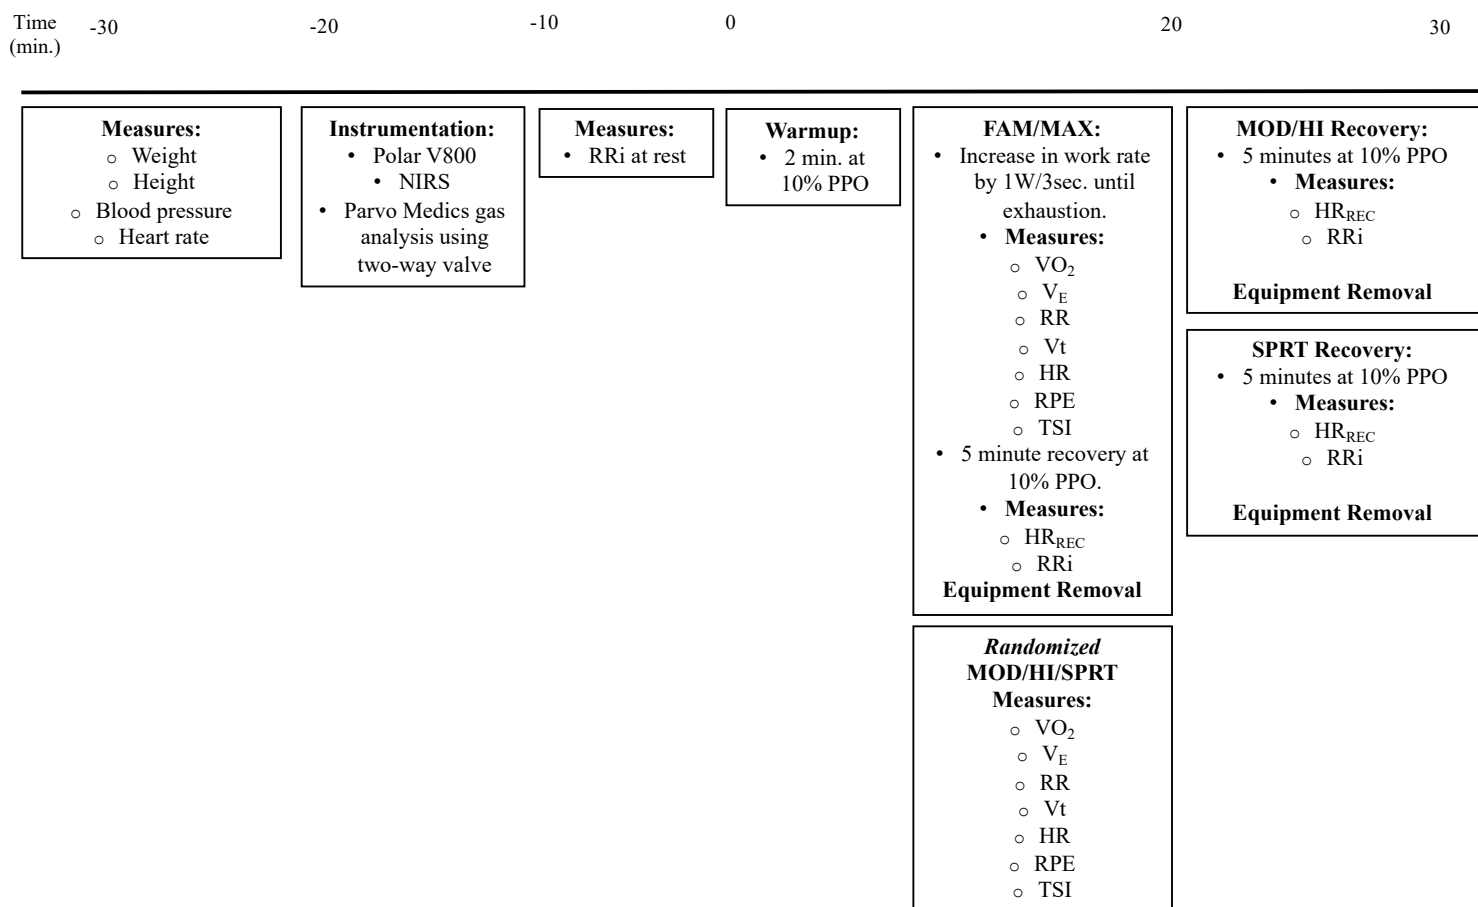 Time
(min.)
-30
-20
-10
0
20
30
Measures:
○ Weight
○ Height
○ Blood pressure
○ Heart rate
Instrumentation:
• Polar V800
• NIRS
• Parvo Medics gas
analysis using
two-way valve
Measures:
• RRi at rest
Warmup:
• 2 min. at
10% PPO
FAM/MAX:
• Increase in work rate
by 1W/3sec. until
exhaustion.
• Measures:
○ VO₂
○ V_E
○ RR
○ Vt
○ HR
○ RPE
○ TSI
• 5 minute recovery at
10% PPO.
• Measures:
○ HR_REC
○ RRi
Equipment Removal
Randomized
MOD/HI/SPRT
Measures:
○ VO₂
○ V_E
○ RR
○ Vt
○ HR
○ RPE
○ TSI
MOD/HI Recovery:
• 5 minutes at 10% PPO
• Measures:
○ HR_REC
○ RRi
Equipment Removal
SPRT Recovery:
• 5 minutes at 10% PPO
• Measures:
○ HR_REC
○ RRi
Equipment Removal